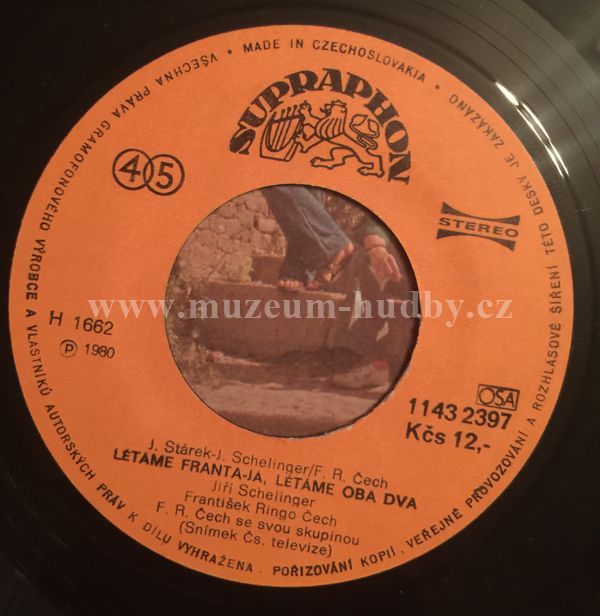 VŠECHNA PRÁVA GRAMOFONOVÉHO VÝROBCE A VLASTNÍKŮ AUTORSKÝCH PRÁV K DÍLU VYHRAŽENA. POŘIZOVÁNÍ KOPIÍ, VEŘEJNÉ PROVOZOVÁNÍ A ROZHLASOVÉ ŠÍŘENÍ TÉTO DESKY JE ZAKÁZÁNO
• MADE IN CZECHOSLOVAKIA •
SUPRAPHON
45
STEREO
www.muzeum-hudby.cz
H 1662
Ⓟ 1980
OSA
1143 2397
Kčs 12,-
J. Stárek-J. Schelinger/F. R. Čech
LÉTÁME FRANTA-JÁ, LÉTÁME OBA DVA
Jiří Schelinger
František Ringo Čech
F. R. Čech se svou skupinou
(Snímek Čs. televize)